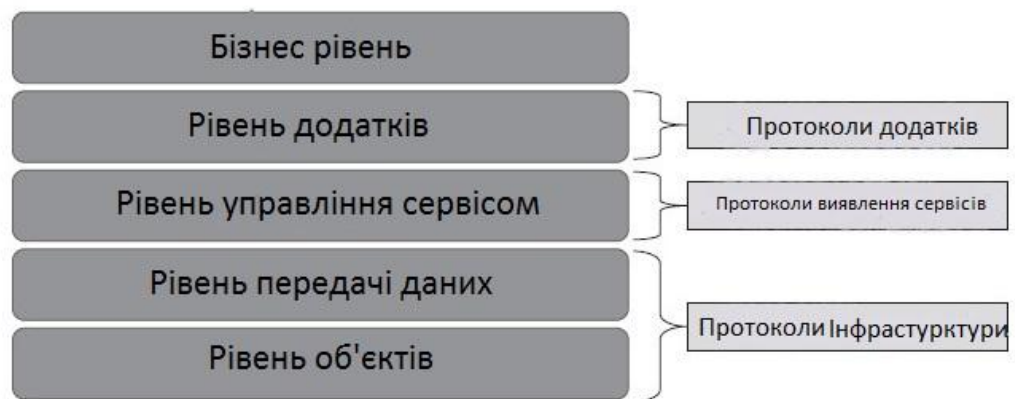 Бізнес рівень
Рівень додатків
Протоколи додатків
Рівень управління сервісом
Протоколи виявлення сервісів
Рівень передачі даних
Рівень об'єктів
Протоколи Інфрастурктури